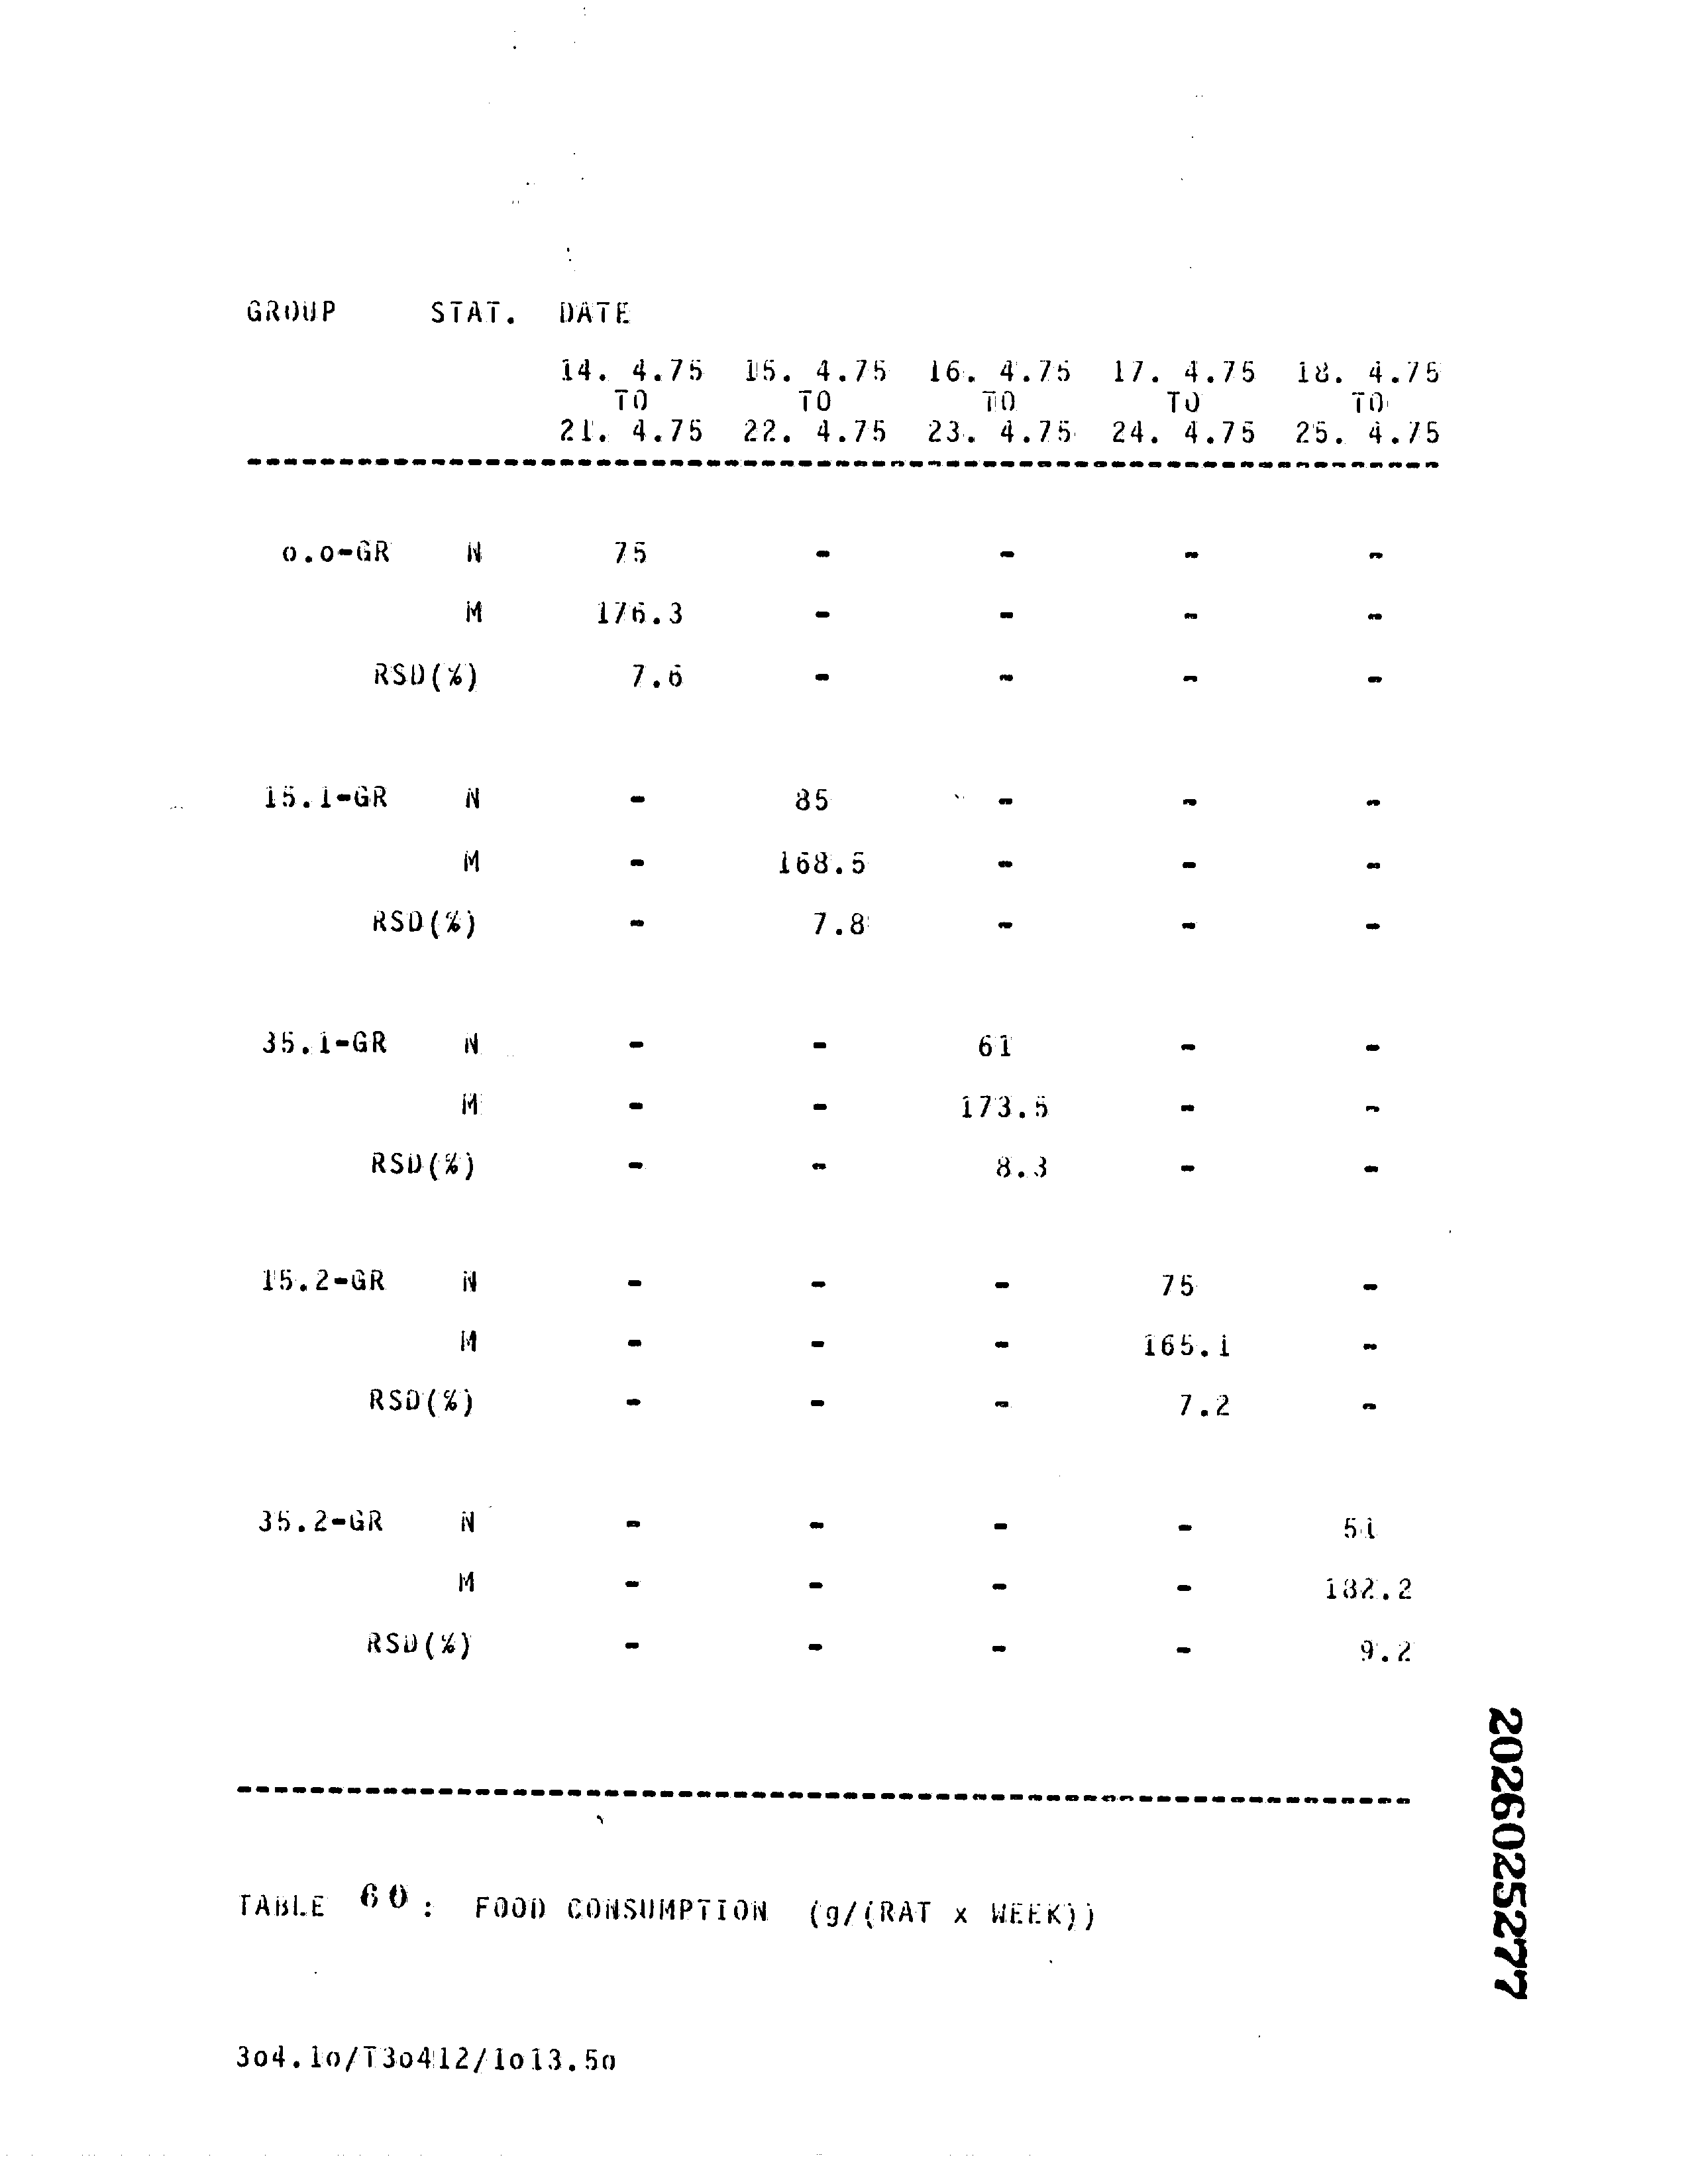 GROUP STAT. DATE
14. 4.75 15. 4.75 16. 4.75 17. 4.75 18. 4.75
TO TO TO TO TO
21. 4.75 22. 4.75 23. 4.75 24. 4.75 25. 4.75
o.o-GR N 75 - - - -
M 176.3 - - - -
RSD(%) 7.6 - - - -
15.1-GR N - 85 - - -
M - 168.5 - - -
RSD(%) - 7.8 - - -
35.1-GR N - - 61 - -
M - - 173.5 - -
RSD(%) - - 8.3 - -
15.2-GR N - - - 75 -
M - - - 165.1 -
RSD(%) - - - 7.2 -
35.2-GR N - - - - 51
M - - - - 182.2
RSD(%) - - - - 9.2
TABLE 60: FOOD CONSUMPTION (g/(RAT x WEEK))
3o4.1o/T3o412/1o13.5o
2026025277